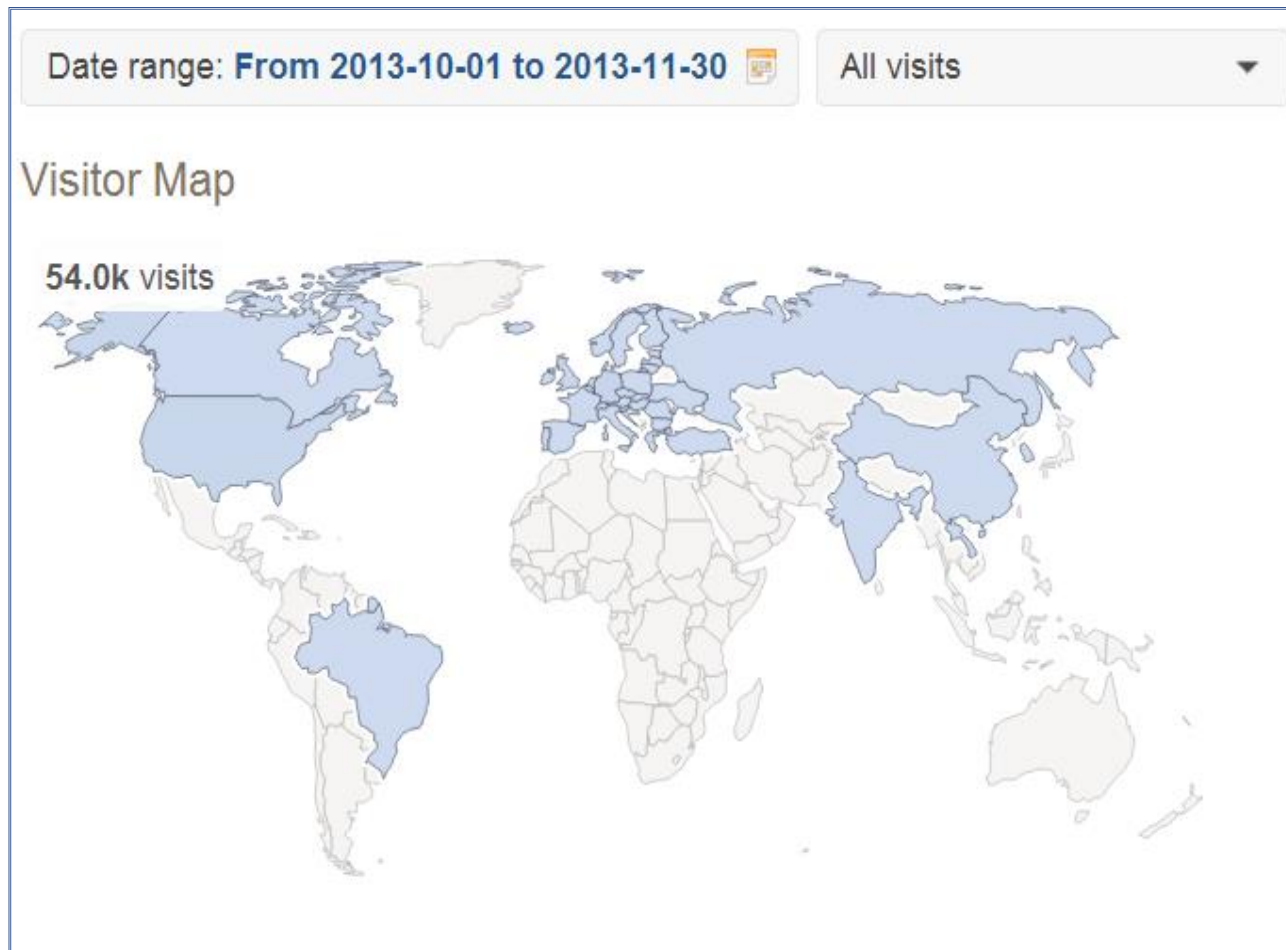 Date range: From 2013-10-01 to 2013-11-30
All visits
Visitor Map
54.0k visits